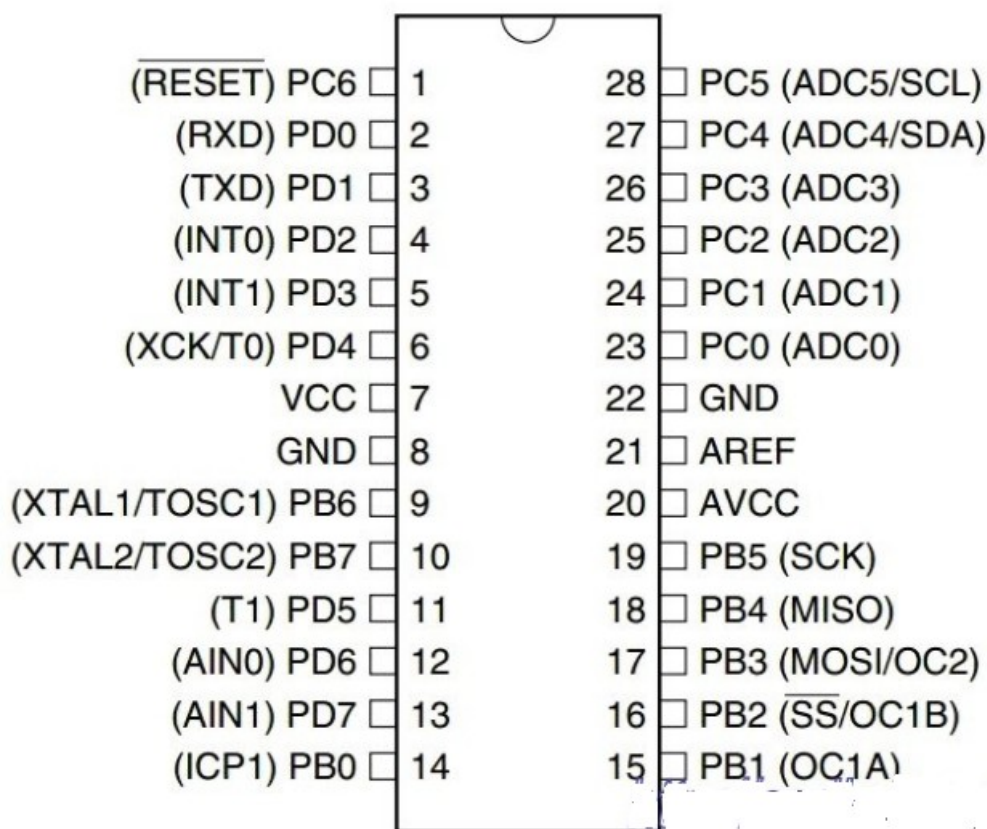 (RESET) PC6 1 28 PC5 (ADC5/SCL)
(RXD) PD0 2 27 PC4 (ADC4/SDA)
(TXD) PD1 3 26 PC3 (ADC3)
(INT0) PD2 4 25 PC2 (ADC2)
(INT1) PD3 5 24 PC1 (ADC1)
(XCK/T0) PD4 6 23 PC0 (ADC0)
VCC 7 22 GND
GND 8 21 AREF
(XTAL1/TOSC1) PB6 9 20 AVCC
(XTAL2/TOSC2) PB7 10 19 PB5 (SCK)
(T1) PD5 11 18 PB4 (MISO)
(AIN0) PD6 12 17 PB3 (MOSI/OC2)
(AIN1) PD7 13 16 PB2 (SS/OC1B)
(ICP1) PB0 14 15 PB1 (OC1A)